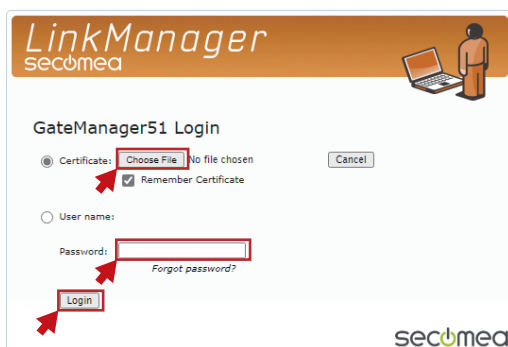 LinkManager
secomea
GateManager51 Login
Certificate: Choose File No file chosen Cancel
Remember Certificate
User name:
Password:
Forgot password?
Login
secomea